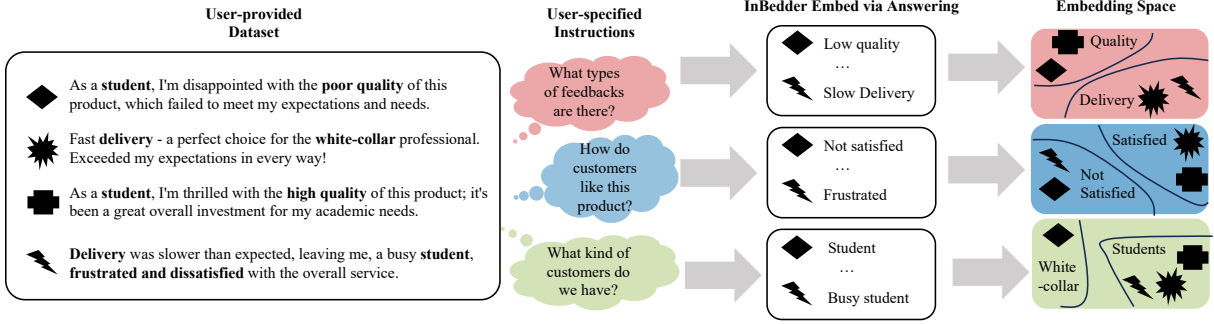 User-provided
Dataset
As a student, I'm disappointed with the poor quality of this
product, which failed to meet my expectations and needs.
Fast delivery - a perfect choice for the white-collar professional.
Exceeded my expectations in every way!
As a student, I'm thrilled with the high quality of this product; it's
been a great overall investment for my academic needs.
Delivery was slower than expected, leaving me, a busy student,
frustrated and dissatisfied with the overall service.
User-specified
Instructions
What types
of feedbacks
are there?
How do
customers
like this
product?
What kind of
customers do
we have?
InBedder Embed via Answering
Low quality
...
Slow Delivery
Not satisfied
...
Frustrated
Student
...
Busy student
Embedding Space
Quality
Delivery
Satisfied
Not
Satisfied
Students
White
-collar